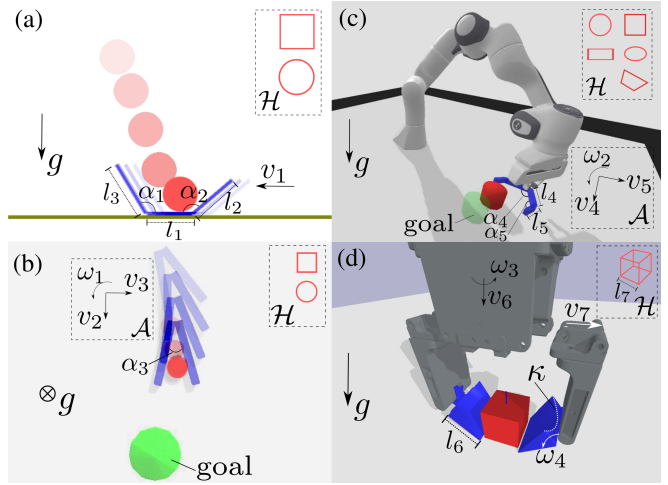 (a)
H
g
v₁
α₁
α₂
l₃
l₂
l₁
(b)
ω₁
v₃
v₂
A
H
α₃
⊗g
goal
(c)
H
g
ω₂
v₅
v₄
A
l₄
α₄
l₅
α₅
goal
(d)
ω₃
v₆
l₇
H
v₇
g
κ
l₆
ω₄